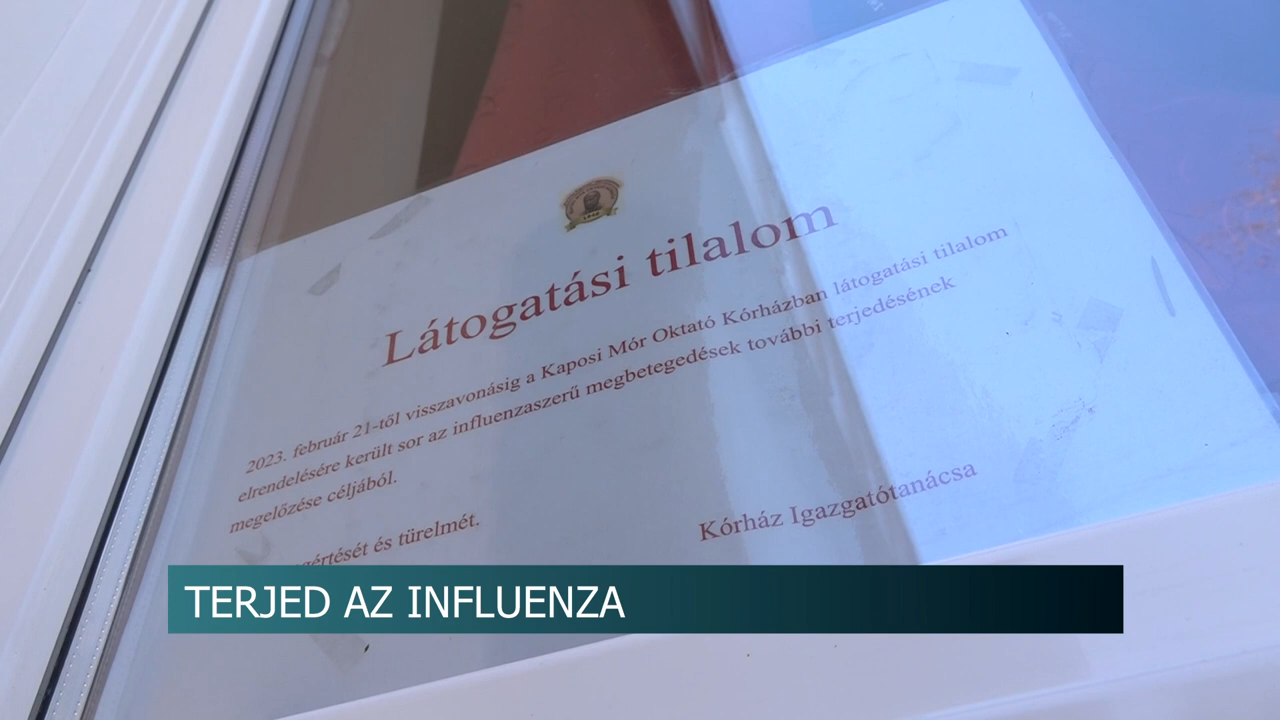 Látogatási tilalom
2023. február 21-től visszavonásig a Kaposi Mór Oktató Kórházban látogatási tilalom
elrendelésére került sor az influenzaszerű megbetegedések további terjedésének
megelőzése céljából.
és türelmét.
Kórház Igazgatótanácsa
TERJED AZ INFLUENZA